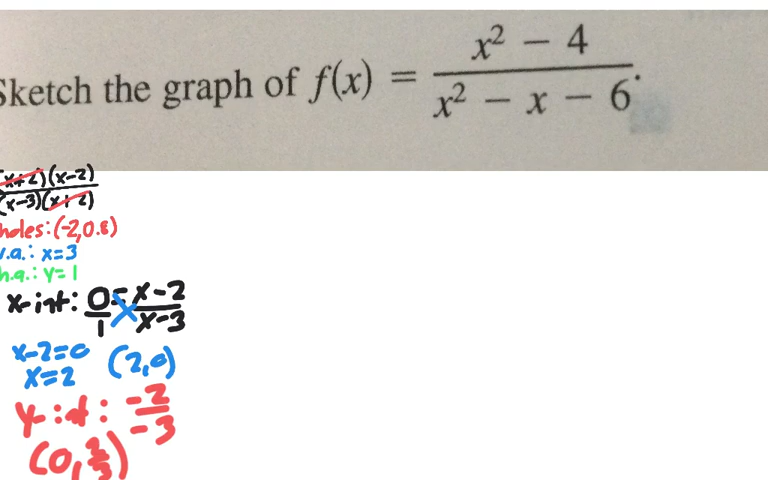 Sketch the graph of f(x) = (x² − 4)/(x² − x − 6).
(x+2)(x-2)/(x-3)(x+2)
holes: (-2,0.8)
v.a.: x=3
h.a.: y=1
x-int: 0/1 = x-2/x-3
x-2=0
x=2 (2,0)
y-int: -2/-3
(0, 2/3)